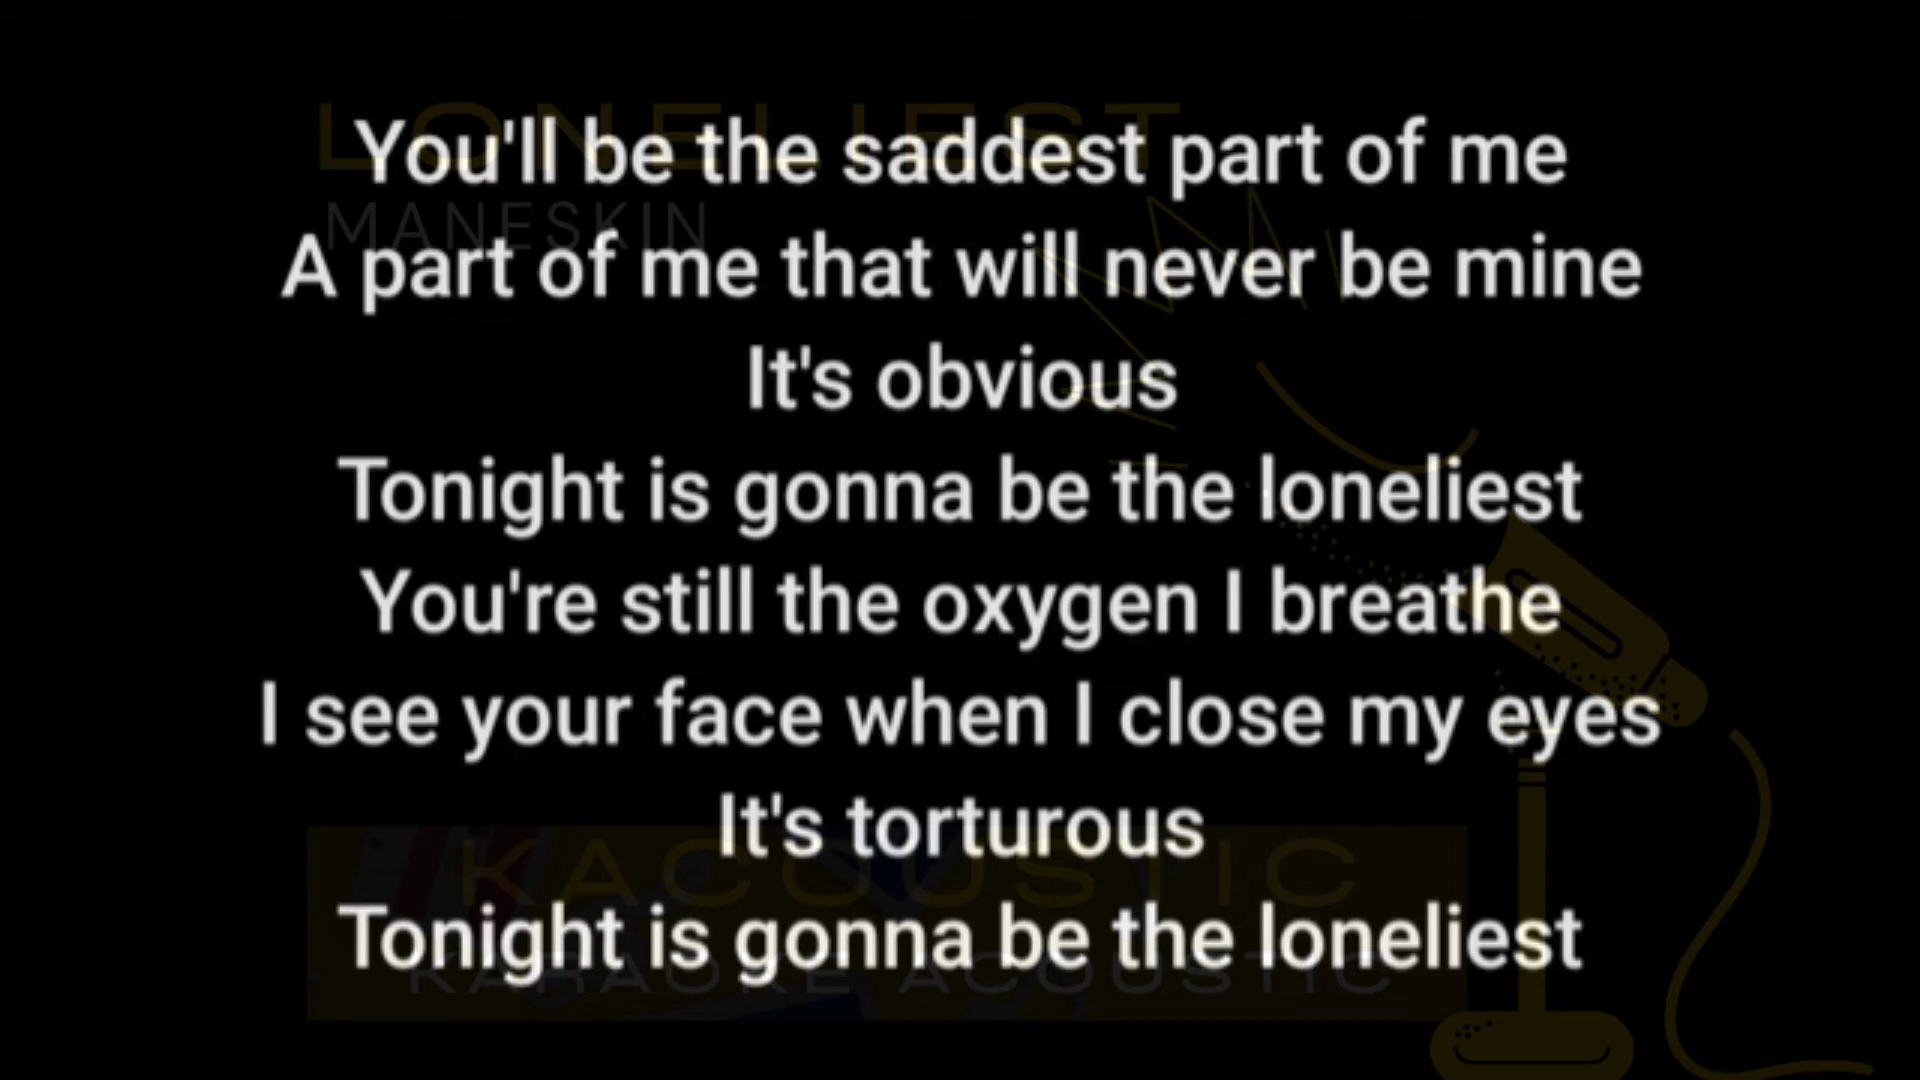 LONELIEST
MANESKIN
You'll be the saddest part of me
A part of me that will never be mine
It's obvious
Tonight is gonna be the loneliest
You're still the oxygen I breathe
I see your face when I close my eyes
It's torturous
Tonight is gonna be the loneliest
KACOUSTIC
KARAOKE ACOUSTIC